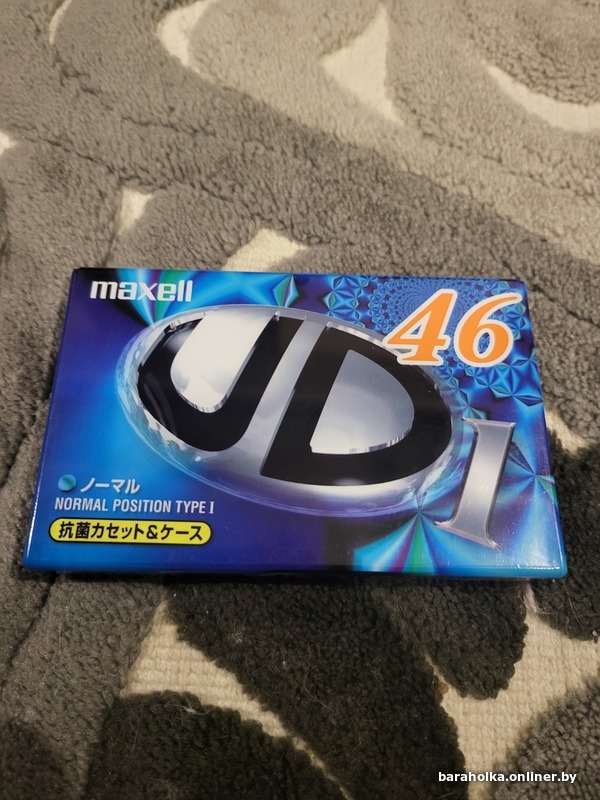 maxell
46
UD
I
ノーマル
NORMAL POSITION TYPE I
抗菌カセット&ケース
baraholka.onliner.by